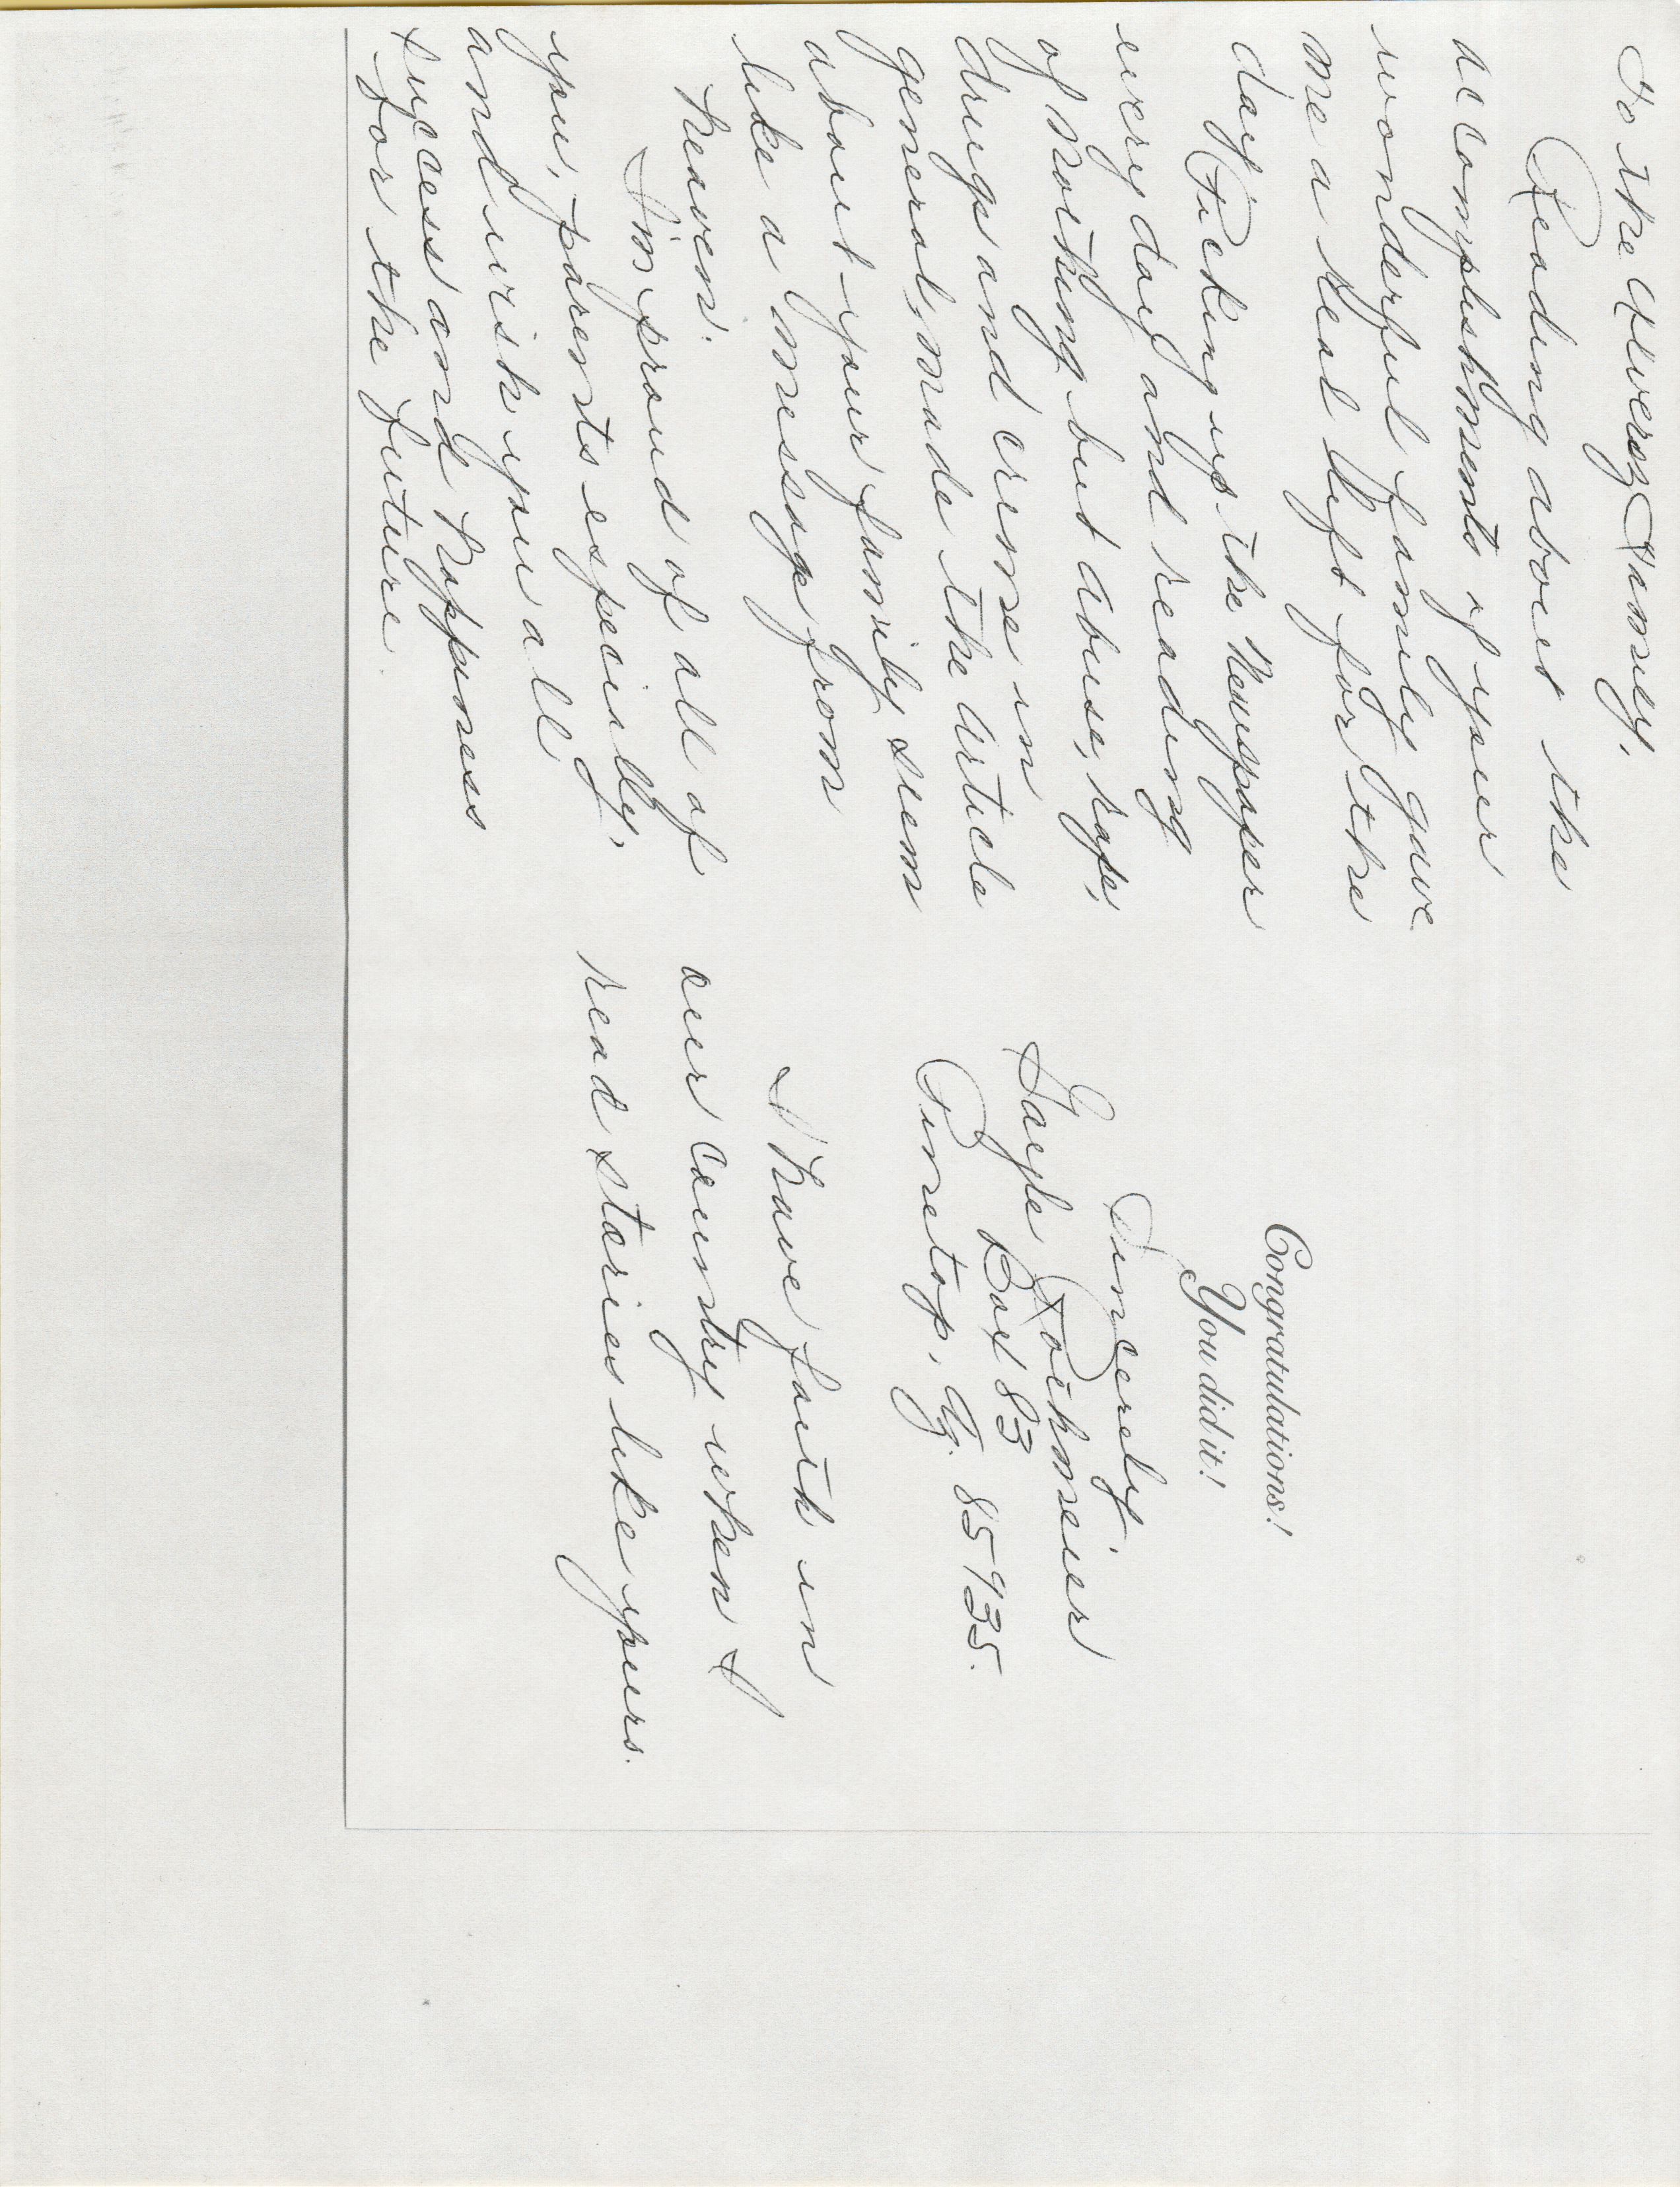 To the Alverez Family,
Reading about the
accomplishments of your
wonderful family gave
me a real lift for the
day.
Picking up the Newspaper
every day and reading
of nothing but abuse, rape,
drugs and crime in
general, made the article
about your family seem
like a message from
heaven.
I'm proud of all of
you, parents especially,
and wish you all
success and happiness
for the future.
Congratulations!
You did it!
Sincerely,
Gayle Rothmeier
Box 83
Pinetop, Az. 85935.
I have faith in
our country when I
read stories like yours.